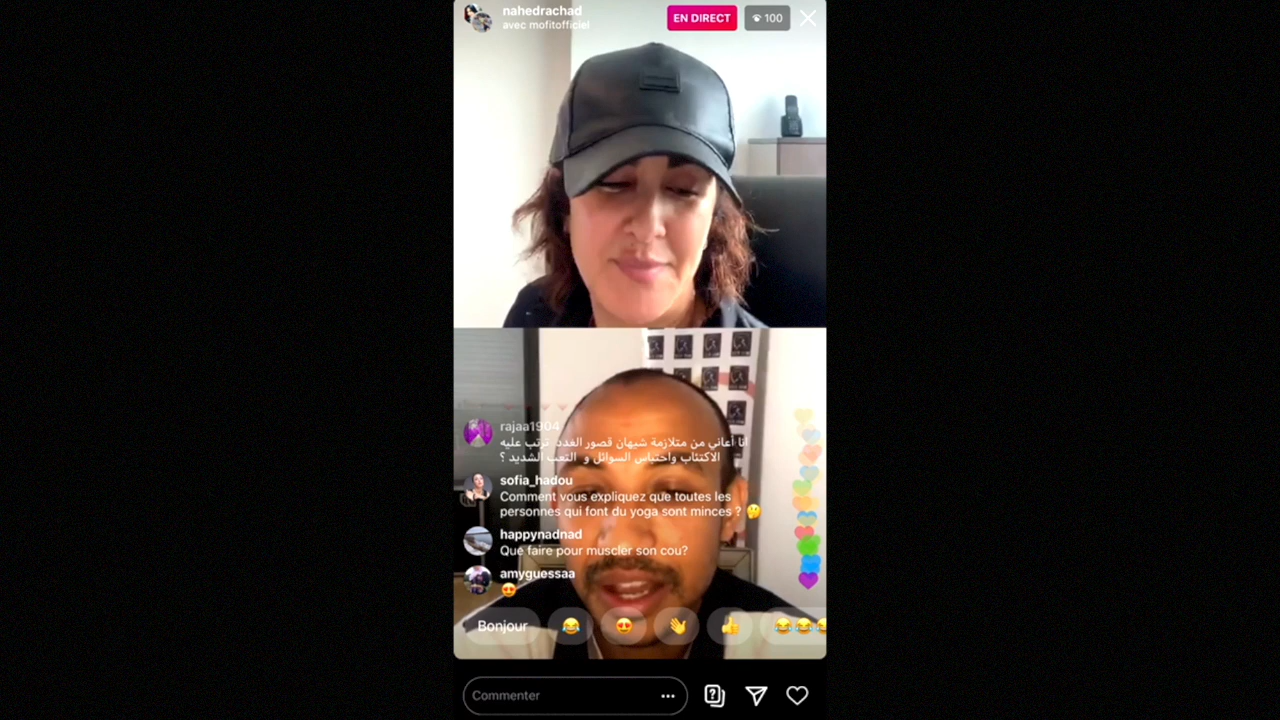 nahedrachad
avec mofitofficiel
EN DIRECT
100
rajaa1904
انا أعاني من متلازمة شيهان قصور الغدد ترتب عليه
الاكتئاب واحتباس السوائل و التعب الشديد ؟
sofia_hadou
Comment vous expliquez que toutes les
personnes qui font du yoga sont minces ? 🤔
happynadnad
Que faire pour muscler son cou?
amyguessaa
😍
Bonjour 😂 😍 👋 👍 😂😂😂
Commenter